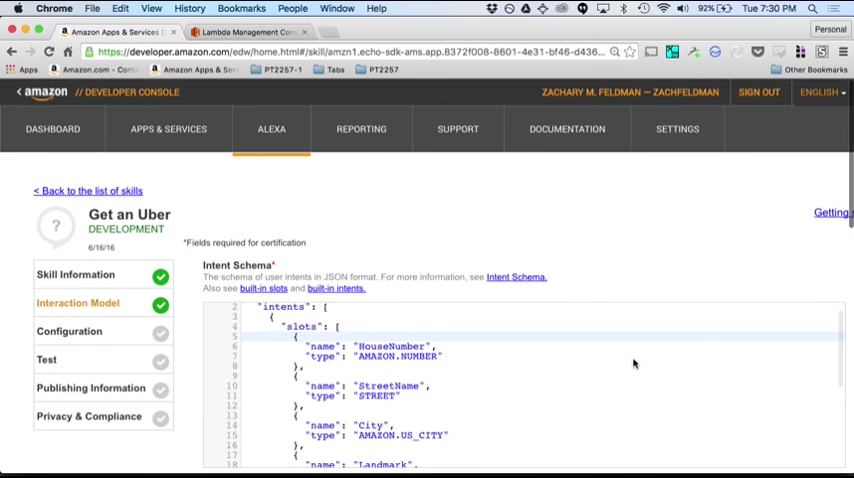 Chrome File Edit View History Bookmarks People Window Help 92% Tue 7:30 PM
Amazon Apps & Services D Lambda Management Con Personal
https://developer.amazon.com/edw/home.html#/skill/amzn1.echo-sdk-ams.app.8372f008-8601-4e31-bf46-d436...
Apps Amazon.com - Cont Amazon Apps & Serv PT2257-1 Tabs PT2257 Other Bookmarks
< amazon // DEVELOPER CONSOLE ZACHARY M. FELDMAN — ZACHFELDMAN SIGN OUT ENGLISH
DASHBOARD APPS & SERVICES ALEXA REPORTING SUPPORT DOCUMENTATION SETTINGS
< Back to the list of skills
Getting
?
Get an Uber
DEVELOPMENT
6/16/16
*Fields required for certification
Skill Information
Interaction Model
Configuration
Test
Publishing Information
Privacy & Compliance
Intent Schema*
The schema of user intents in JSON format. For more information, see Intent Schema.
Also see built-in slots and built-in intents.
2 "intents": [
3 {
4 "slots": [
5 {
6 "name": "HouseNumber",
7 "type": "AMAZON.NUMBER"
8 },
9 {
10 "name": "StreetName",
11 "type": "STREET"
12 },
13 {
14 "name": "City",
15 "type": "AMAZON.US_CITY"
16 },
17 {
18 "name": "Landmark",